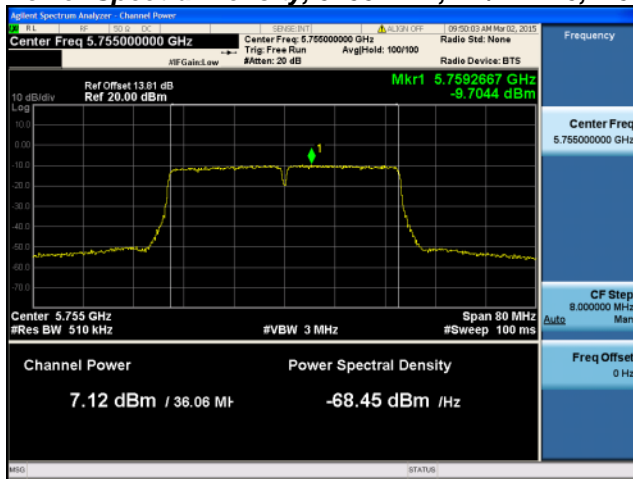 Agilent Spectrum Analyzer - Channel Power
RL RF 50 Ω DC SENSE:INT ALIGN OFF 09:50:03 AM Mar 02, 2015
Center Freq 5.755000000 GHz Center Freq: 5.755000000 GHz Radio Std: None Frequency
#IFGain:Low Trig: Free Run Avg|Hold: 100/100
#Atten: 20 dB Radio Device: BTS
Ref Offset 13.81 dB Mkr1 5.7592667 GHz
10 dB/div Ref 20.00 dBm -9.7044 dBm
Log
10.0
0.00
-10.0
-20.0
-30.0
-40.0
-50.0
-60.0
-70.0
1
Center 5.755 GHz Span 80 MHz
#Res BW 510 kHz #VBW 3 MHz #Sweep 100 ms
Channel Power Power Spectral Density
7.12 dBm / 36.06 MH -68.45 dBm /Hz
Center Freq
5.755000000 GHz
CF Step
8.000000 MHz
Auto Man
Freq Offset
0 Hz
MSG STATUS